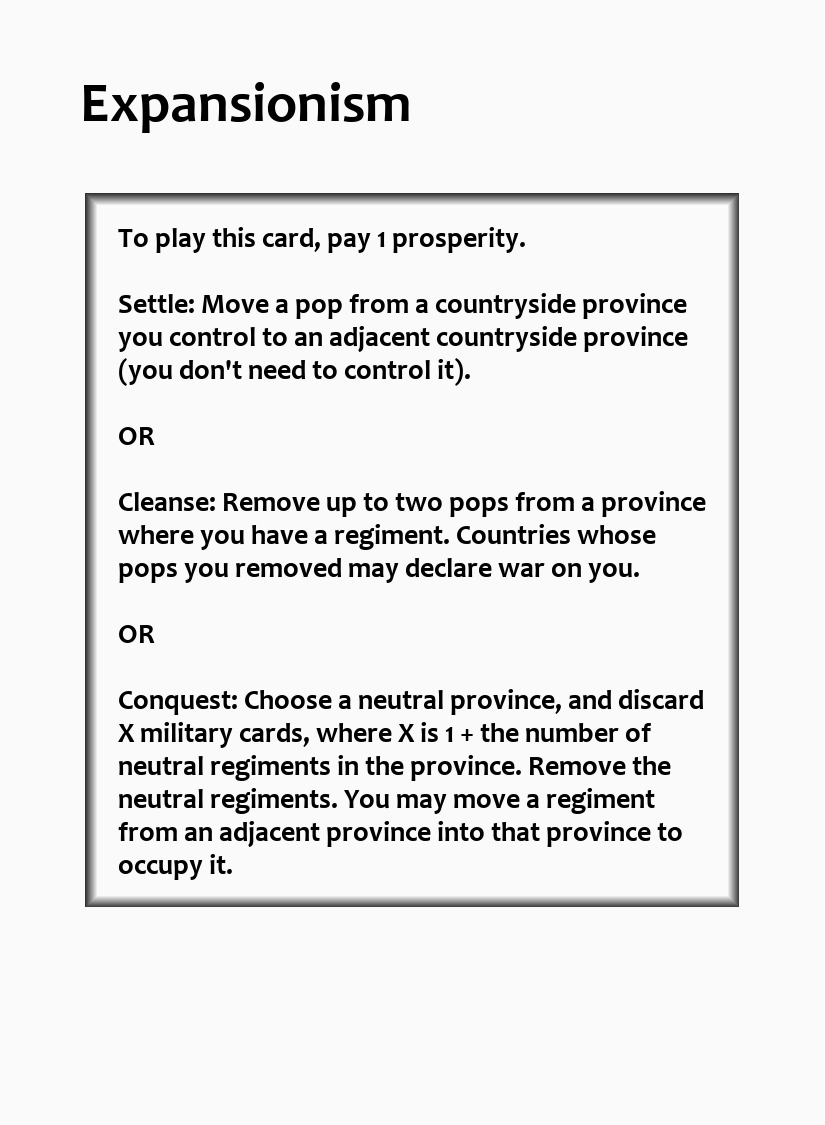 Expansionism
To play this card, pay 1 prosperity.
Settle: Move a pop from a countryside province
you control to an adjacent countryside province
(you don't need to control it).
OR
Cleanse: Remove up to two pops from a province
where you have a regiment. Countries whose
pops you removed may declare war on you.
OR
Conquest: Choose a neutral province, and discard
X military cards, where X is 1 + the number of
neutral regiments in the province. Remove the
neutral regiments. You may move a regiment
from an adjacent province into that province to
occupy it.